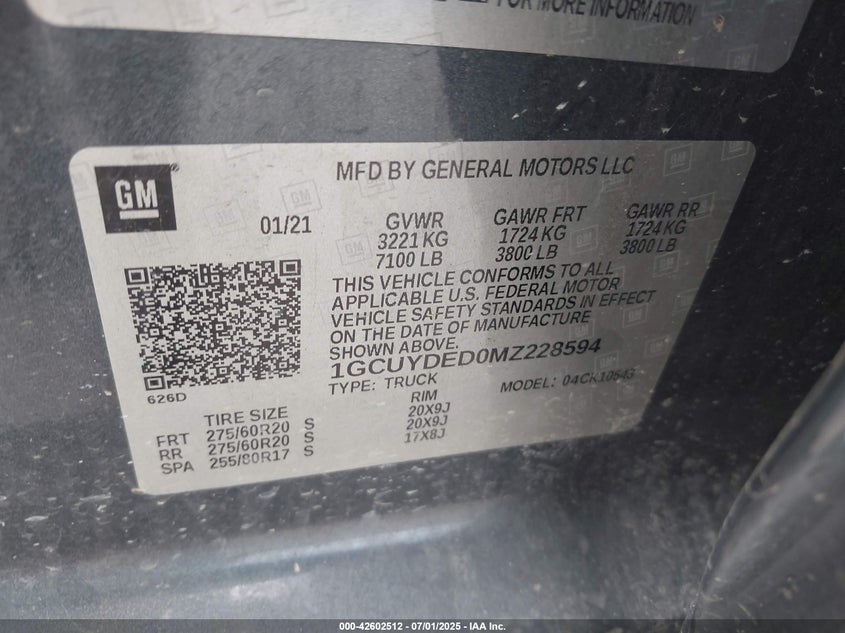 FOR MORE INFORMATION
GM®
MFD BY GENERAL MOTORS LLC
01/21
GVWR GAWR FRT GAWR RR
3221 KG 1724 KG 1724 KG
7100 LB 3800 LB 3800 LB
THIS VEHICLE CONFORMS TO ALL
APPLICABLE U.S. FEDERAL MOTOR
VEHICLE SAFETY STANDARDS IN EFFECT
ON THE DATE OF MANUFACTURE
SHOWN ABOVE.
1GCUYDED0MZ228594
TYPE: TRUCK MODEL: 04CK10543
626D
TIRE SIZE RIM
FRT 275/60R20 S 20X9J
RR 275/60R20 S 20X9J
SPA 255/80R17 S 17X8J
000-42602512 - 07/01/2025 - IAA Inc.